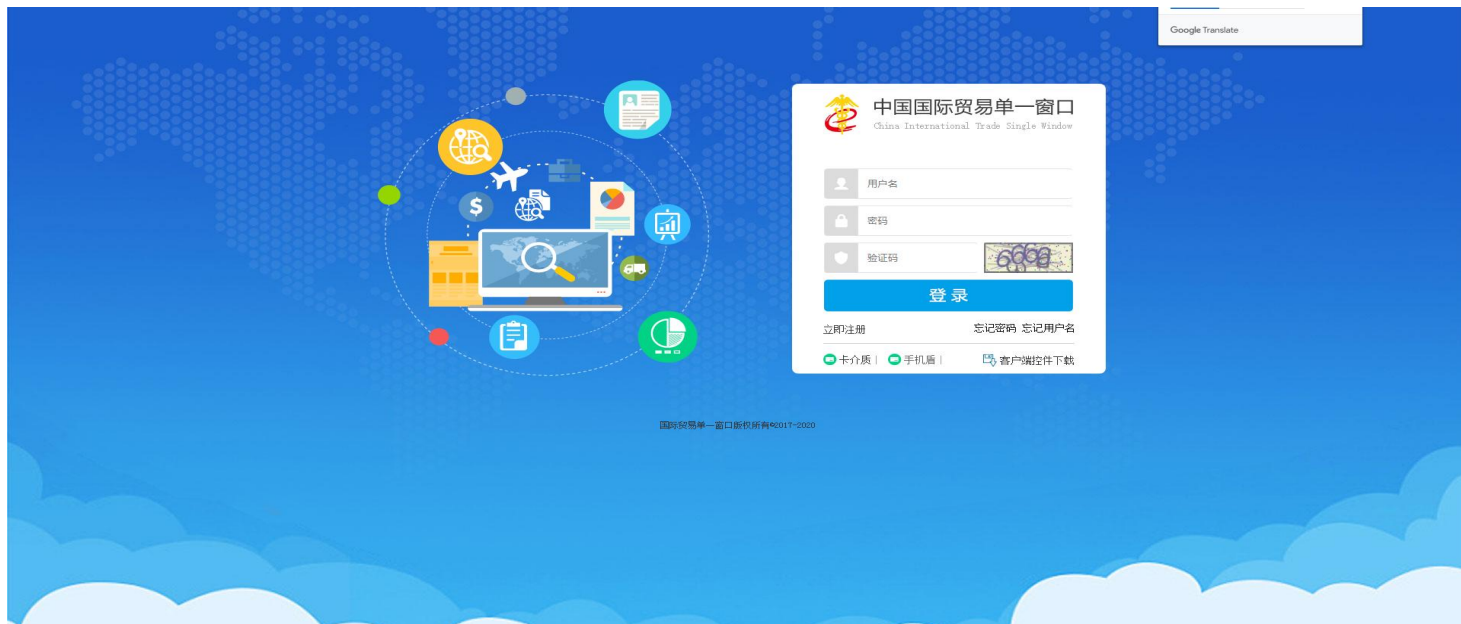 Google Translate
中国国际贸易单一窗口
China International Trade Single Window
用户名
密码
验证码
登录
立即注册
忘记密码 忘记用户名
卡介质 | 手机盾 | 客户端控件下载
国际贸易单一窗口版权所有©2017-2020